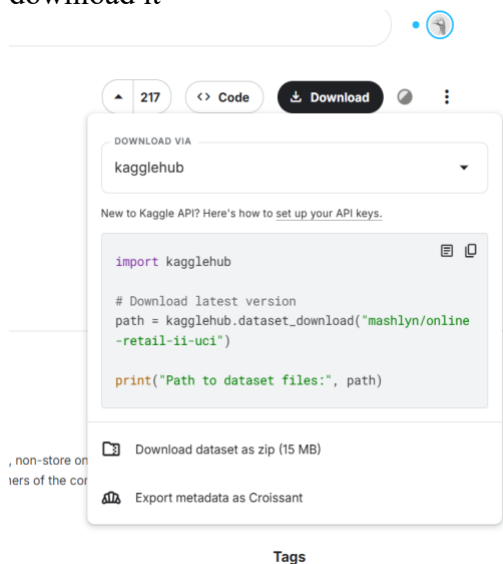 download it
217
<> Code
Download
DOWNLOAD VIA
kagglehub
New to Kaggle API? Here's how to set up your API keys.
import kagglehub
# Download latest version
path = kagglehub.dataset_download("mashlyn/online
-retail-ii-uci")
print("Path to dataset files:", path)
Download dataset as zip (15 MB)
, non-store on
ners of the cor
Export metadata as Croissant
Tags